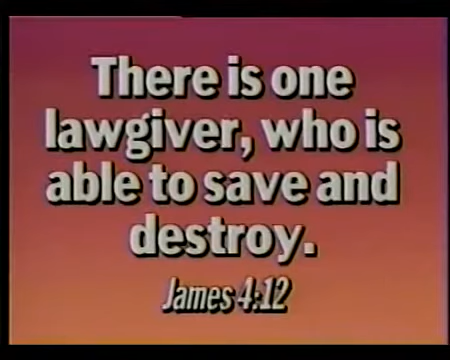 There is one
lawgiver, who is
able to save and
destroy.
James 4:12